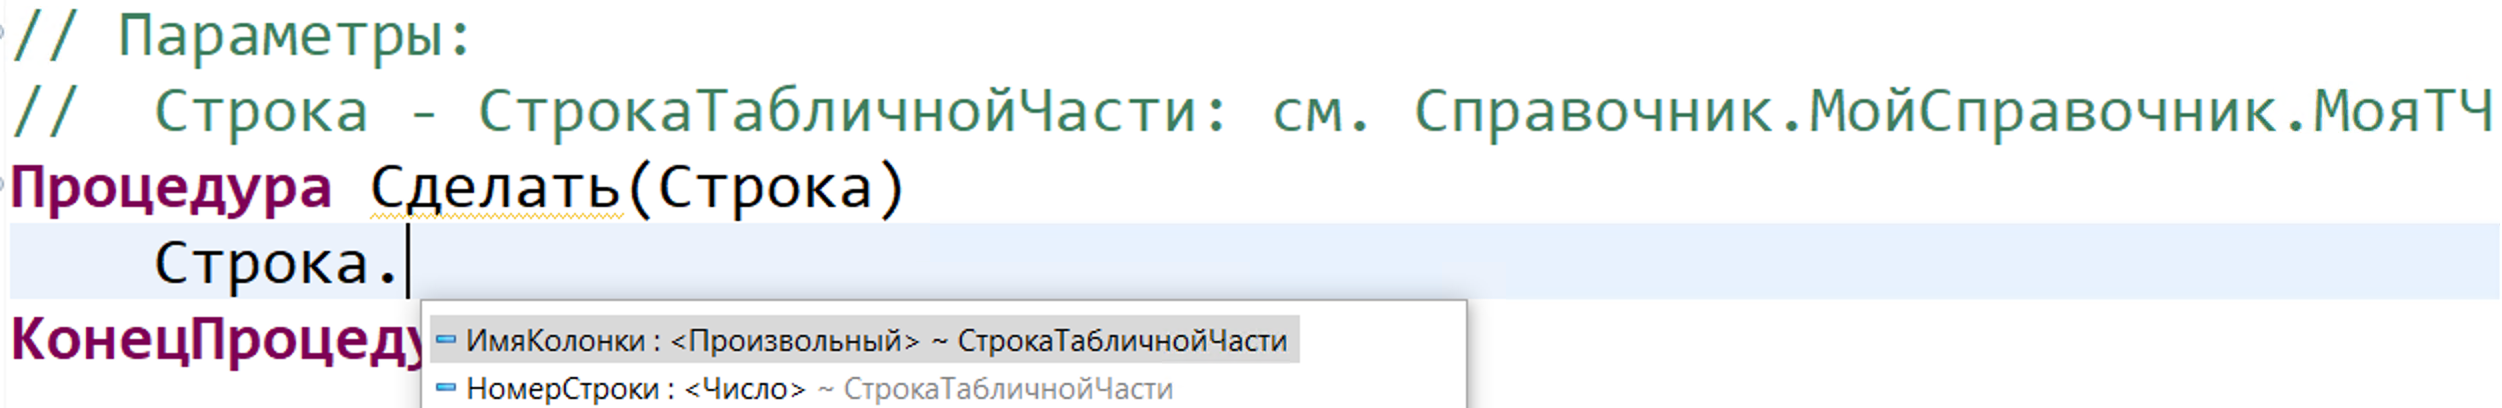 // Параметры:
//  Строка - СтрокаТабличнойЧасти: см. Справочник.МойСправочник.МояТЧ
Процедура Сделать(Строка)
Строка.
КонецПроцеду
ИмяКолонки : <Произвольный> ~ СтрокаТабличнойЧасти
НомерСтроки : <Число> ~ СтрокаТабличнойЧасти